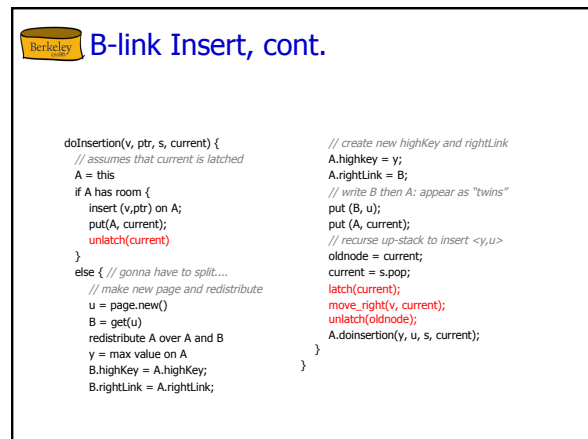 Berkeley
cs286
B-link Insert, cont.
doInsertion(v, ptr, s, current) {
// assumes that current is latched
A = this
if A has room {
insert (v,ptr) on A;
put(A, current);
unlatch(current)
}
else { // gonna have to split....
// make new page and redistribute
u = page.new()
B = get(u)
redistribute A over A and B
y = max value on A
B.highKey = A.highKey;
B.rightLink = A.rightLink;
// create new highKey and rightLink
A.highkey = y;
A.rightLink = B;
// write B then A: appear as “twins”
put (B, u);
put (A, current);
// recurse up-stack to insert <y,u>
oldnode = current;
current = s.pop;
latch(current);
move_right(v, current);
unlatch(oldnode);
A.doinsertion(y, u, s, current);
}
}